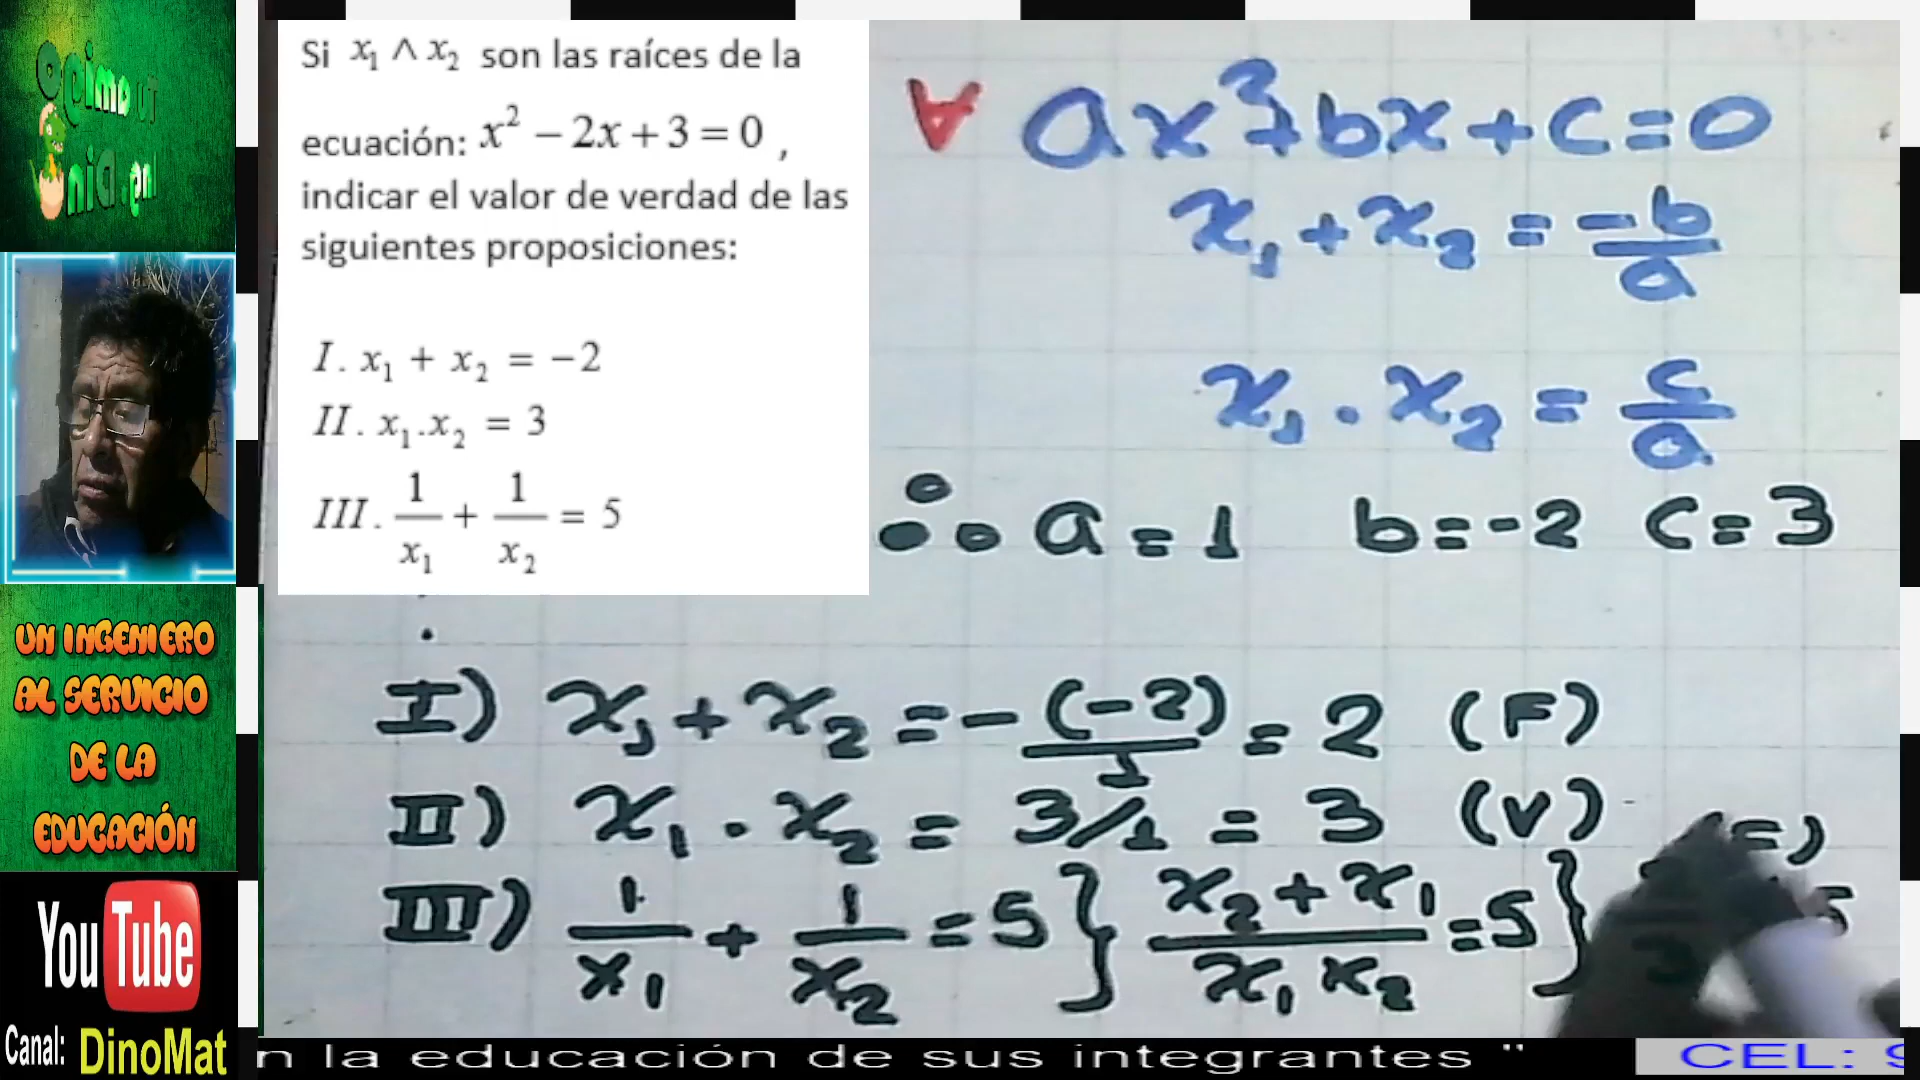 Si x₁ ∧ x₂ son las raíces de la
ecuación: x² − 2x + 3 = 0 ,
indicar el valor de verdad de las
siguientes proposiciones:
I. x₁ + x₂ = −2
II. x₁.x₂ = 3
III. 1/x₁ + 1/x₂ = 5
∀ ax²+bx+c=0
x₁+x₂ = -b/a
x₁ . x₂ = c/a
∴ a=1 b=-2 c=3
I) x₁+x₂ = -(-2)/1 = 2 (F)
II) x₁ . x₂ = 3/1 = 3 (V)
III) 1/x₁ + 1/x₂ = 5 } x₂+x₁/x₁x₂ = 5 }
UN INGENIERO
AL SERVICIO
DE LA
EDUCACIÓN
YouTube
Canal: DinoMat
n la educación de sus integrantes "
CEL: 9